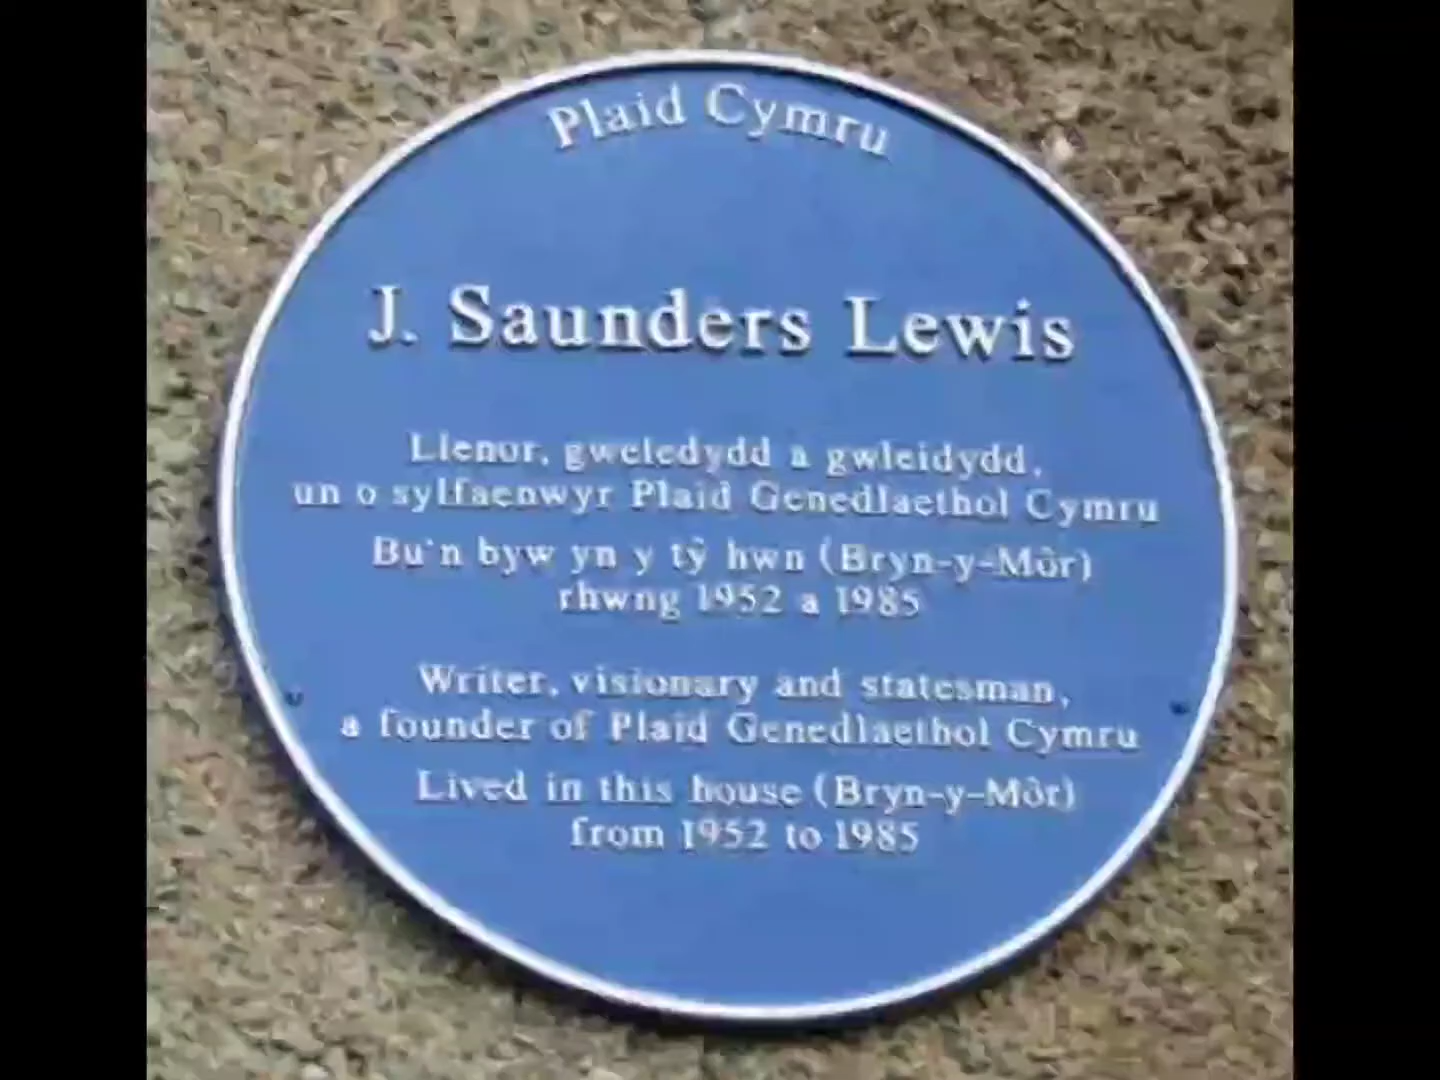 Plaid Cymru
J. Saunders Lewis
Llenor, gweledydd a gwleidydd,
un o sylfaenwyr Plaid Genedlaethol Cymru
Bu'n byw yn y tŷ hwn (Bryn-y-Môr)
rhwng 1952 a 1985
Writer, visionary and statesman,
a founder of Plaid Genedlaethol Cymru
Lived in this house (Bryn-y-Môr)
from 1952 to 1985